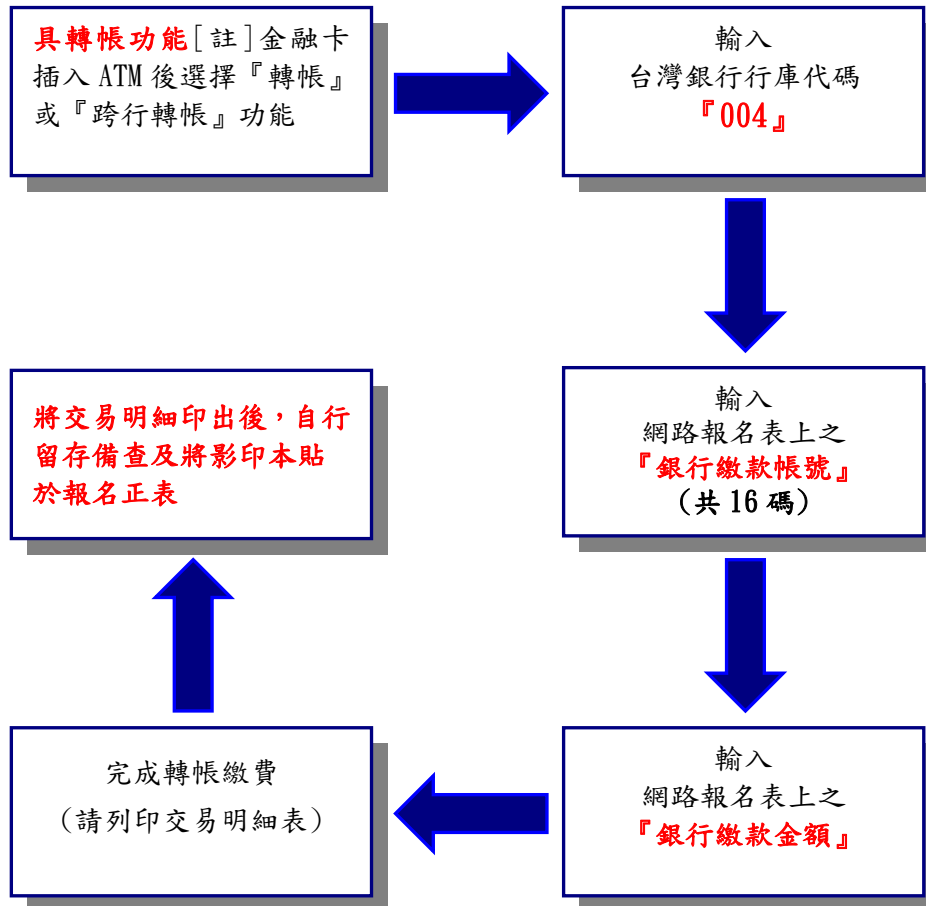 具轉帳功能[註]金融卡
插入 ATM 後選擇『轉帳』
或『跨行轉帳』功能
輸入
台灣銀行行庫代碼
『004』
輸入
網路報名表上之
『銀行繳款帳號』
(共 16 碼)
輸入
網路報名表上之
『銀行繳款金額』
完成轉帳繳費
(請列印交易明細表)
將交易明細印出後，自行
留存備查及將影印本貼
於報名正表